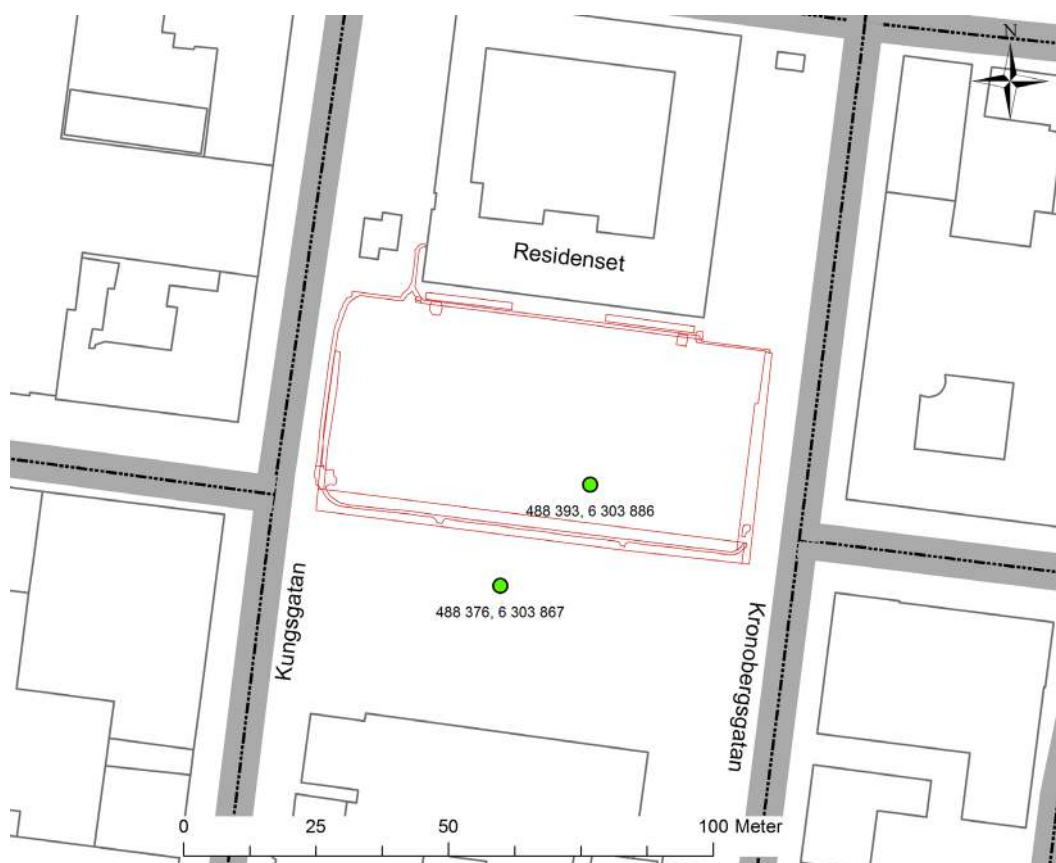 N
Residenset
488 393, 6 303 886
488 376, 6 303 867
Kungsgatan
Kronobergsgatan
0 25 50 100 Meter